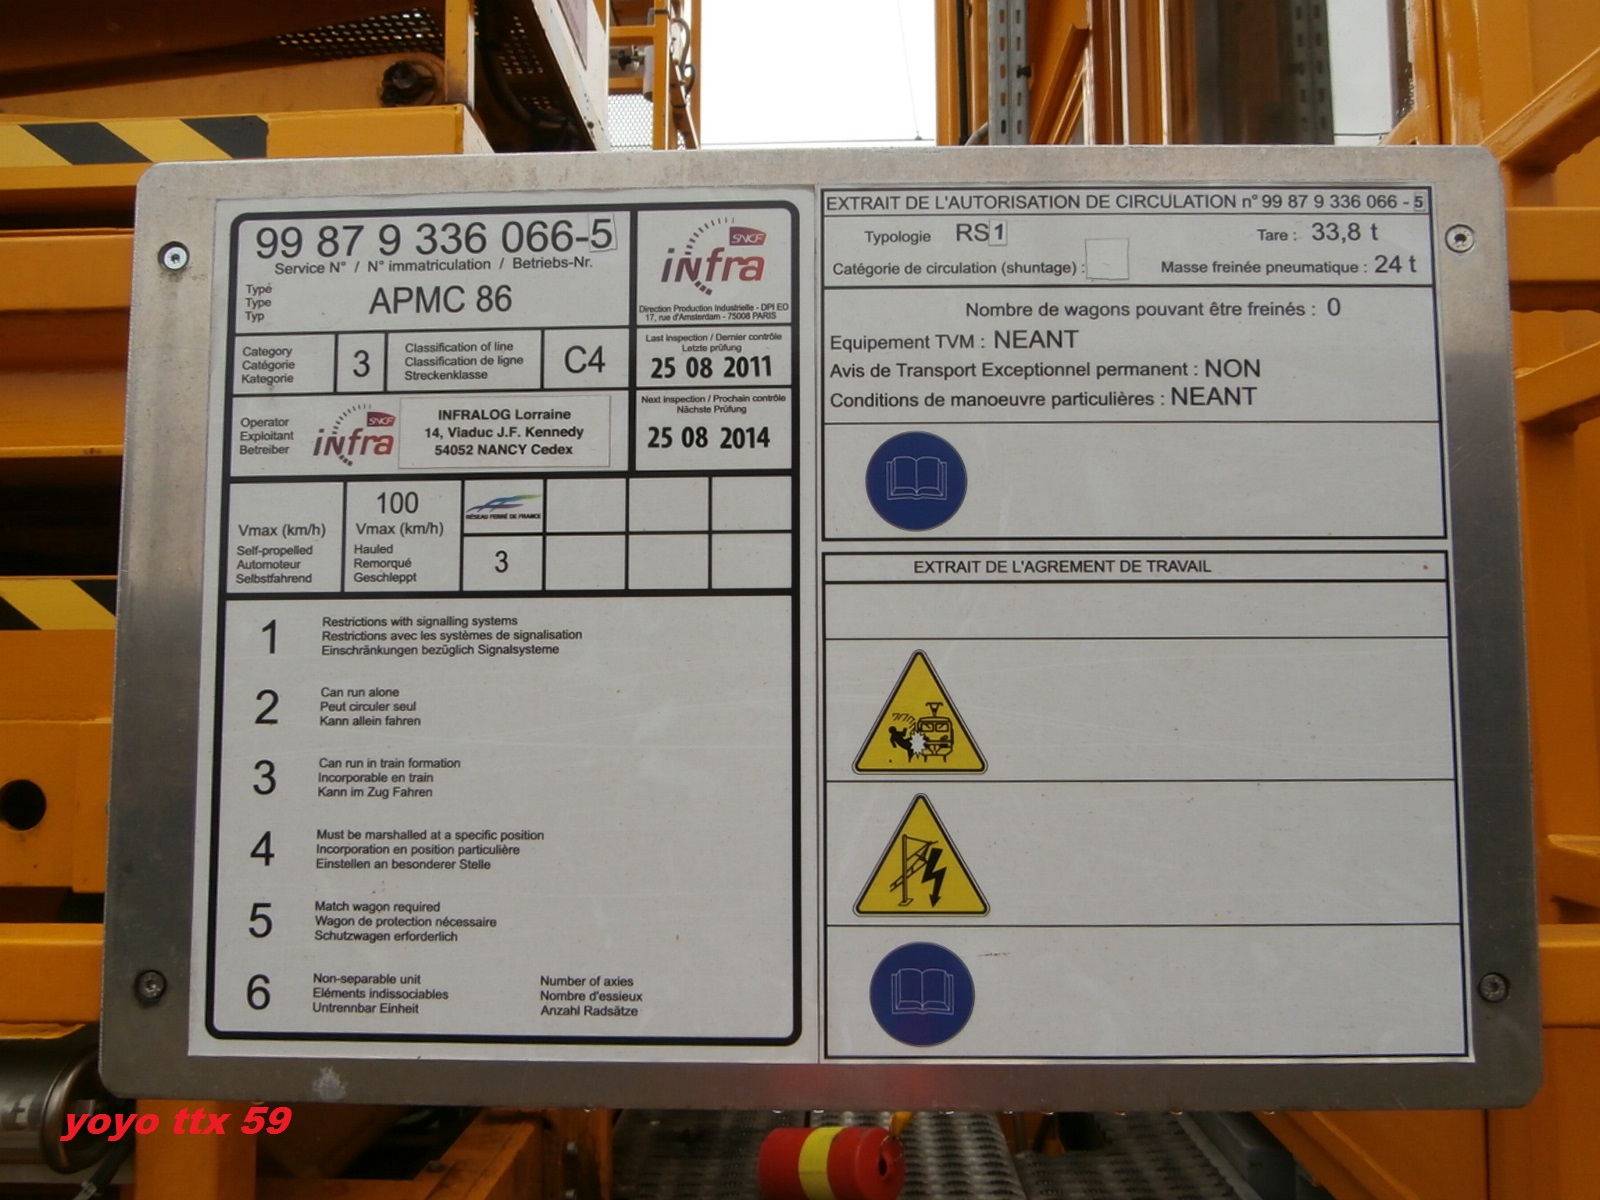 99 87 9 336 066-5
Service N° / N° immatriculation / Betriebs-Nr.
Type
Type
Typ
APMC 86
SNCF
infra
Direction Production Industrielle - DPI EO
17, rue d'Amsterdam - 75008 PARIS
Category
Catégorie
Kategorie
3
Classification of line
Classification de ligne
Streckenklasse
C4
Last inspection / Dernier contrôle
Letzte prüfung
25 08 2011
Operator
Exploitant
Betreiber
SNCF
infra
INFRALOG Lorraine
14, Viaduc J.F. Kennedy
54052 NANCY Cedex
Next inspection / Prochain contrôle
Nächste Prüfung
25 08 2014
Vmax (km/h)
Self-propelled
Automoteur
Selbstfahrend
100
Vmax (km/h)
Hauled
Remorqué
Geschleppt
RÉSEAU FERRÉ DE FRANCE
3
1
Restrictions with signalling systems
Restrictions avec les systèmes de signalisation
Einschränkungen bezüglich Signalsysteme
2
Can run alone
Peut circuler seul
Kann allein fahren
3
Can run in train formation
Incorporable en train
Kann im Zug Fahren
4
Must be marshalled at a specific position
Incorporation en position particulière
Einstellen an besonderer Stelle
5
Match wagon required
Wagon de protection nécessaire
Schutzwagen erforderlich
6
Non-separable unit
Eléments indissociables
Untrennbar Einheit
Number of axies
Nombre d'essieux
Anzahl Radsätze
EXTRAIT DE L'AUTORISATION DE CIRCULATION n° 99 87 9 336 066 - 5
Typologie RS1
Tare : 33,8 t
Catégorie de circulation (shuntage) :
Masse freinée pneumatique : 24 t
Nombre de wagons pouvant être freinés : 0
Equipement TVM : NEANT
Avis de Transport Exceptionnel permanent : NON
Conditions de manoeuvre particulières : NEANT
EXTRAIT DE L'AGREMENT DE TRAVAIL
yoyo ttx 59